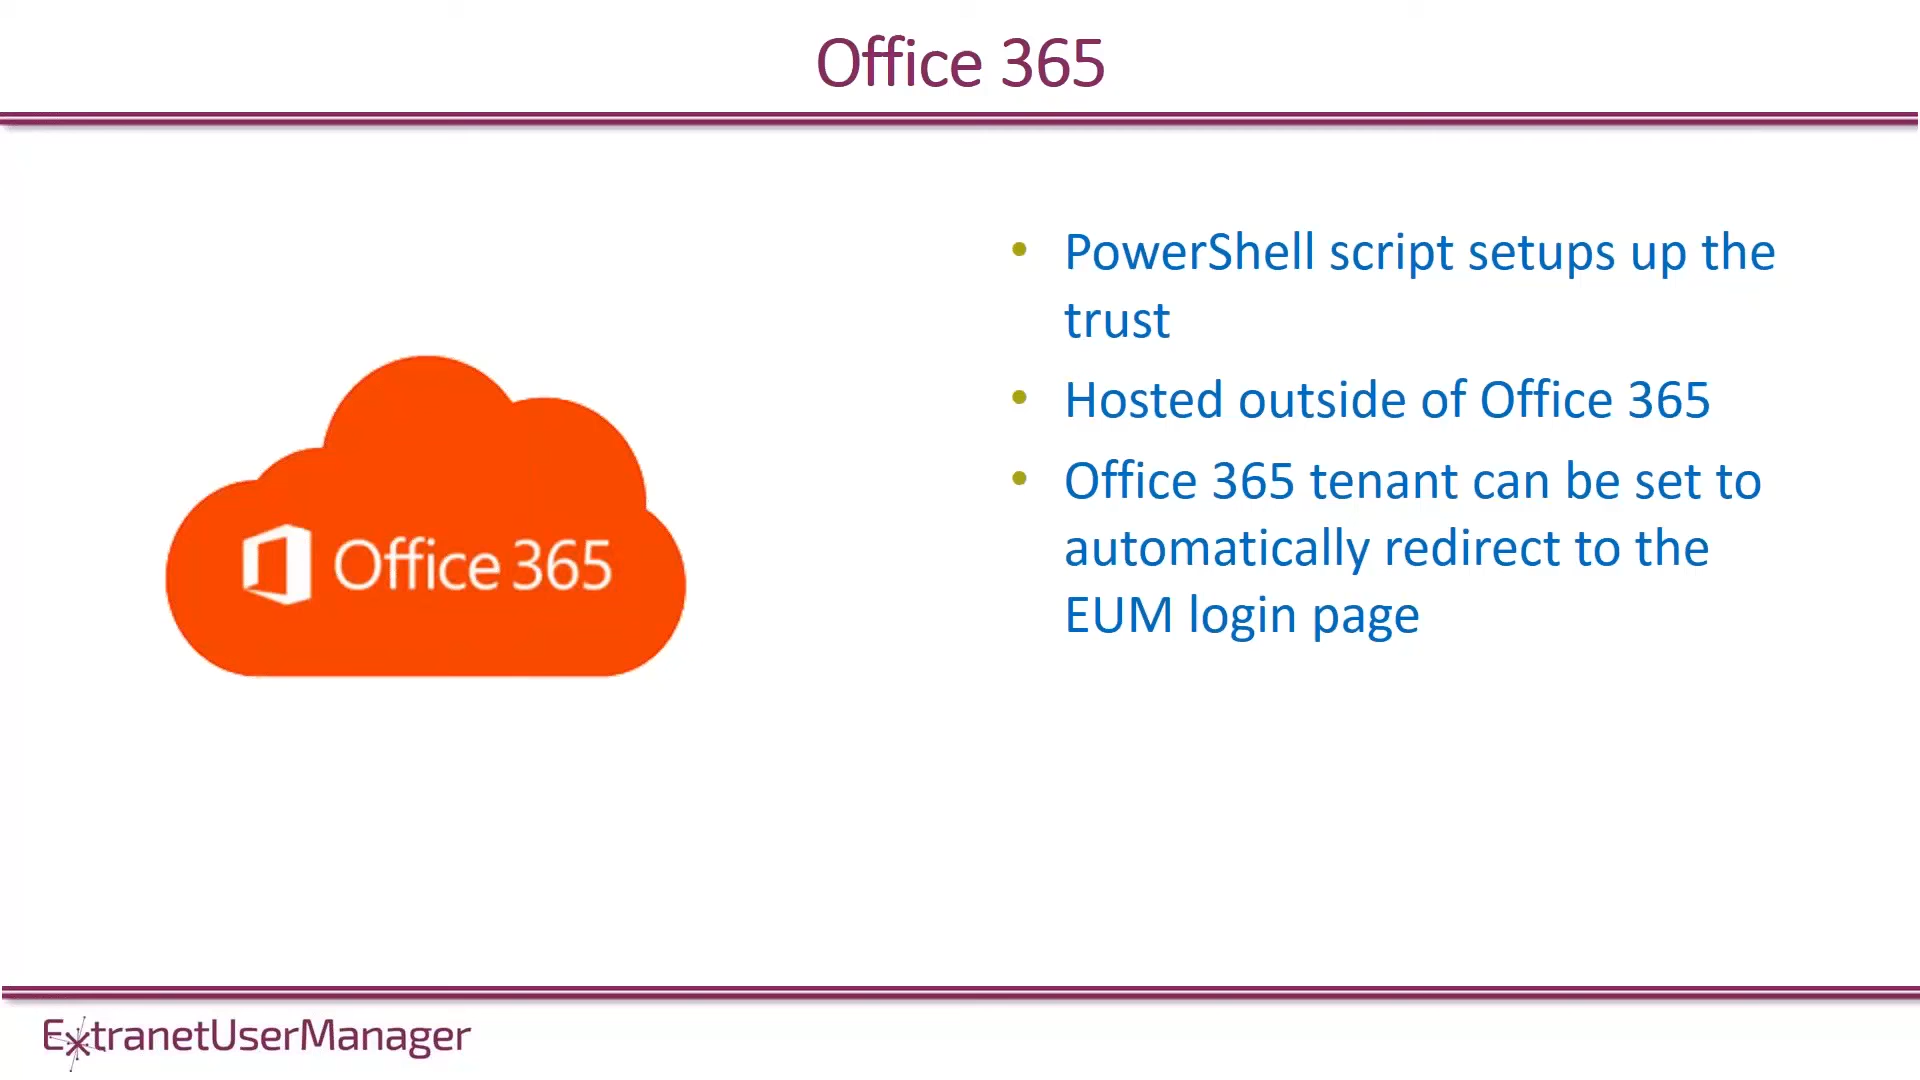 Office 365
• PowerShell script setups up the
trust
• Hosted outside of Office 365
• Office 365 tenant can be set to
automatically redirect to the
EUM login page
Office 365
ExtranetUserManager